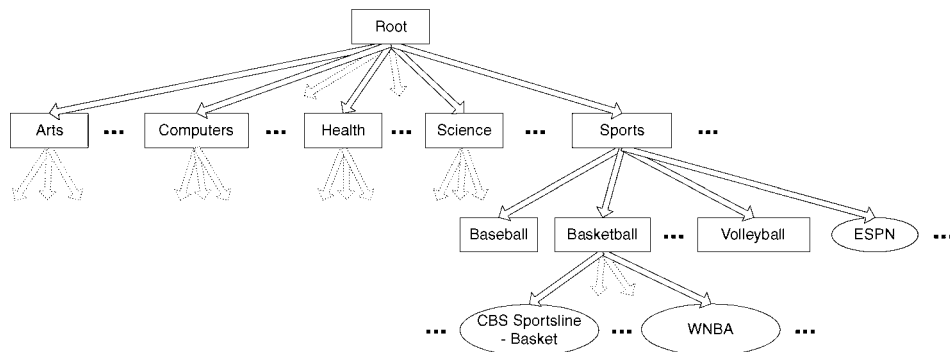 Root
Arts ... Computers ... Health ... Science ... Sports ...
Baseball Basketball ... Volleyball ESPN ...
... CBS Sportsline
- Basket ... WNBA ...